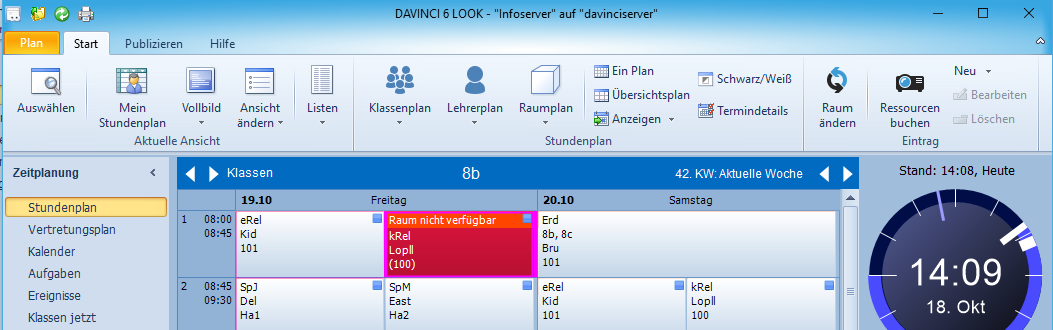 DAVINCI 6 LOOK - "Infoserver" auf "davinciserver"
Plan Start Publizieren Hilfe
Auswählen
Mein Stundenplan
Vollbild
Ansicht ändern
Listen
Aktuelle Ansicht
Klassenplan
Lehrerplan
Raumplan
Ein Plan
Übersichtsplan
Anzeigen
Schwarz/Weiß
Termindetails
Stundenplan
Raum ändern
Ressourcen buchen
Neu
Bearbeiten
Löschen
Eintrag
Zeitplanung
Stundenplan
Vertretungsplan
Kalender
Aufgaben
Ereignisse
Klassen jetzt
Klassen 8b 42. KW: Aktuelle Woche
19.10 Freitag 20.10 Samstag
1 08:00
08:45
eRel
Kid
101
Raum nicht verfügbar
kRel
Lopll
(100)
Erd
8b, 8c
Bru
101
2 08:45
09:30
SpJ
Del
Ha1
SpM
East
Ha2
eRel
Kid
101
kRel
Lopll
100
Stand: 14:08, Heute
14:09
18. Okt